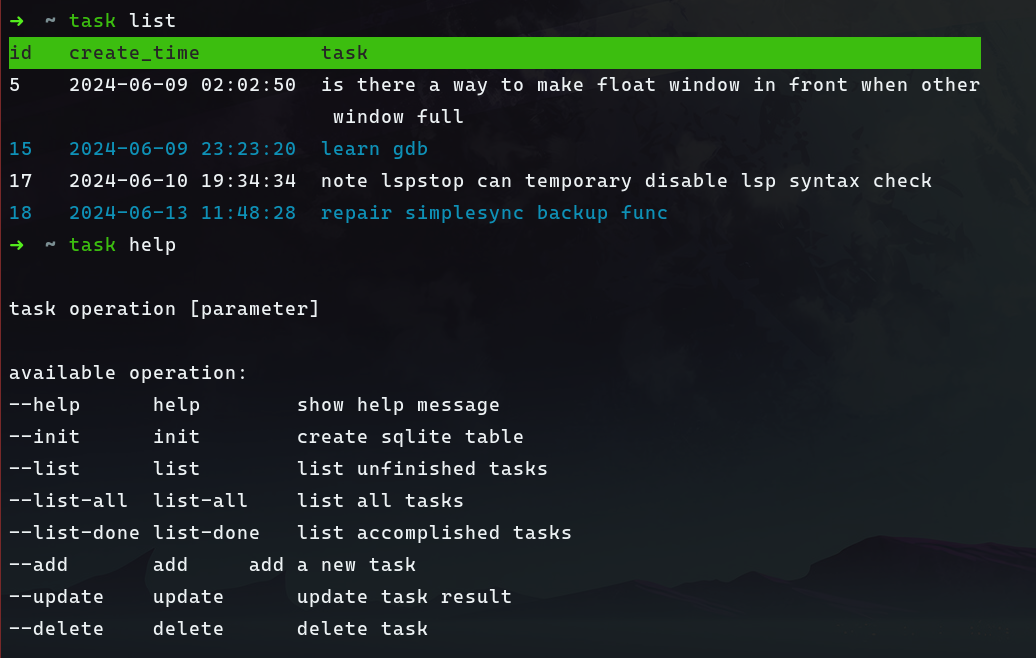 ➜  ~ task list
id   create_time          task
5    2024-06-09 02:02:50  is there a way to make float window in front when other
                           window full
15   2024-06-09 23:23:20  learn gdb
17   2024-06-10 19:34:34  note lspstop can temporary disable lsp syntax check
18   2024-06-13 11:48:28  repair simplesync backup func
➜  ~ task help

task operation [parameter]

available operation:
--help      help        show help message
--init      init        create sqlite table
--list      list        list unfinished tasks
--list-all  list-all    list all tasks
--list-done list-done   list accomplished tasks
--add       add     add a new task
--update    update      update task result
--delete    delete      delete task